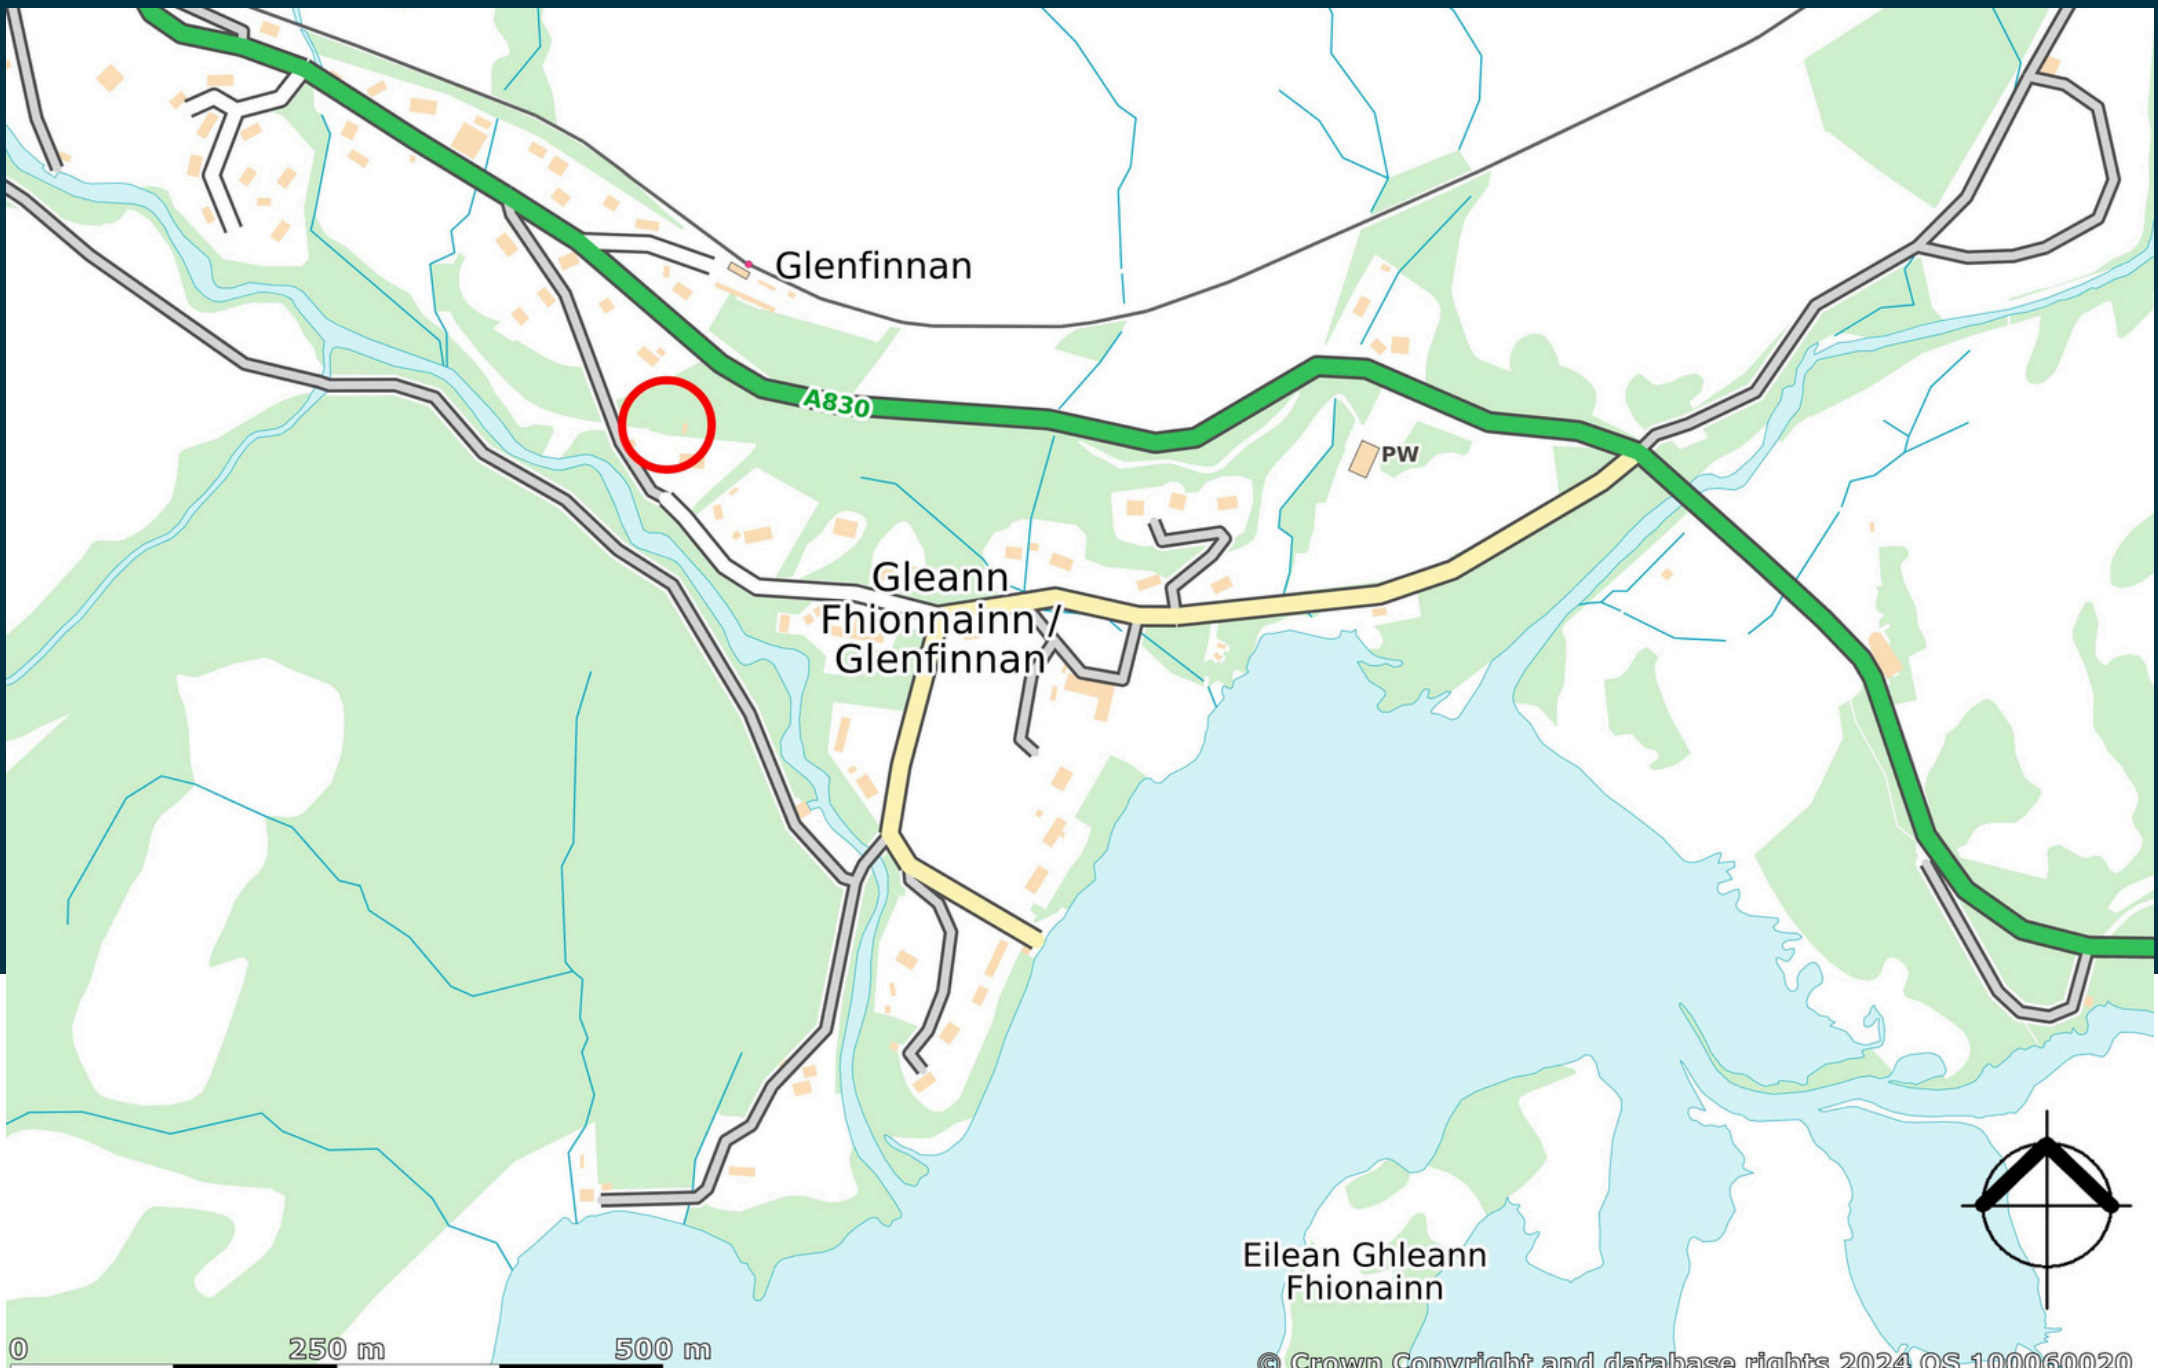 Glenfinnan
A830
PW
Gleann
Fhionnainn /
Glenfinnan
Eilean Ghleann
Fhionainn
0 250 m 500 m
© Crown Copyright and database rights 2024 OS 100060020